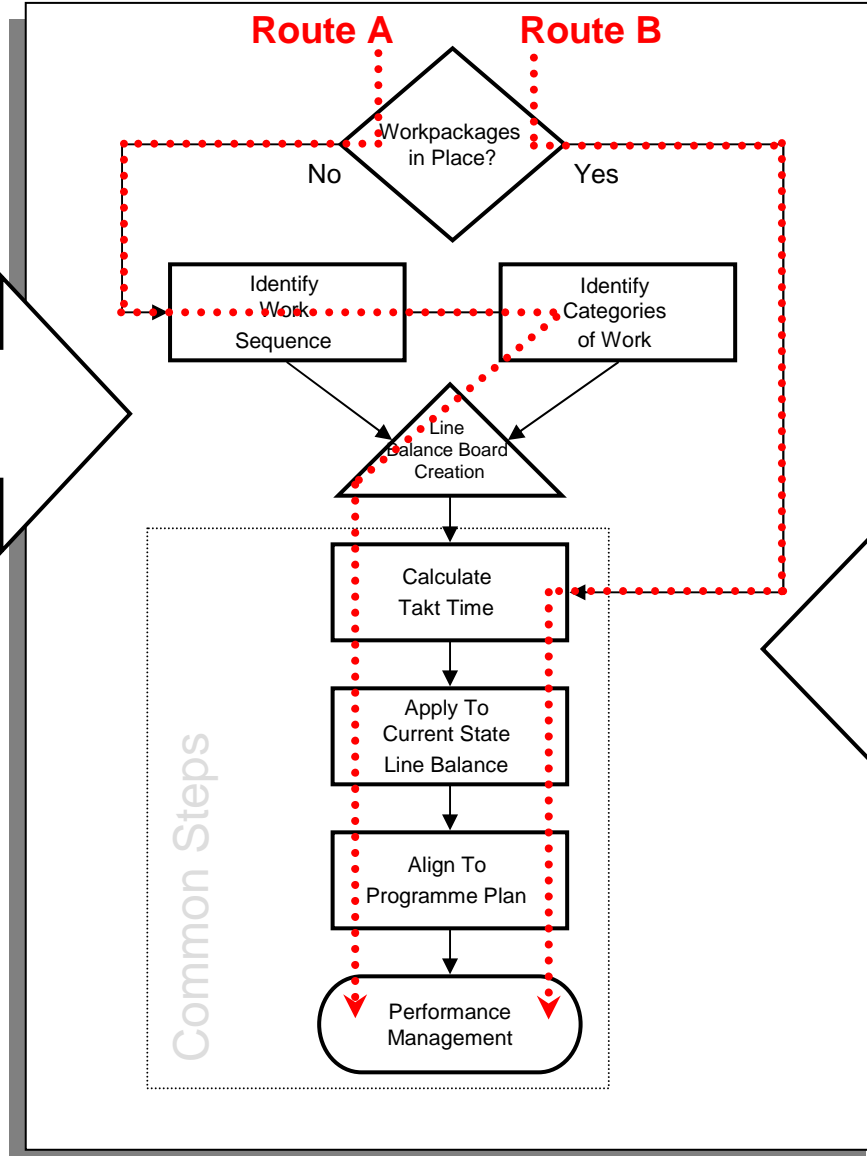 Route A
Route B
Workpackages
in Place?
No
Yes
Identify
Work
Sequence
Identify
Categories
of Work
Line
Balance Board
Creation
Calculate
Takt Time
Apply To
Current State
Line Balance
Align To
Programme Plan
Performance
Management
Common Steps